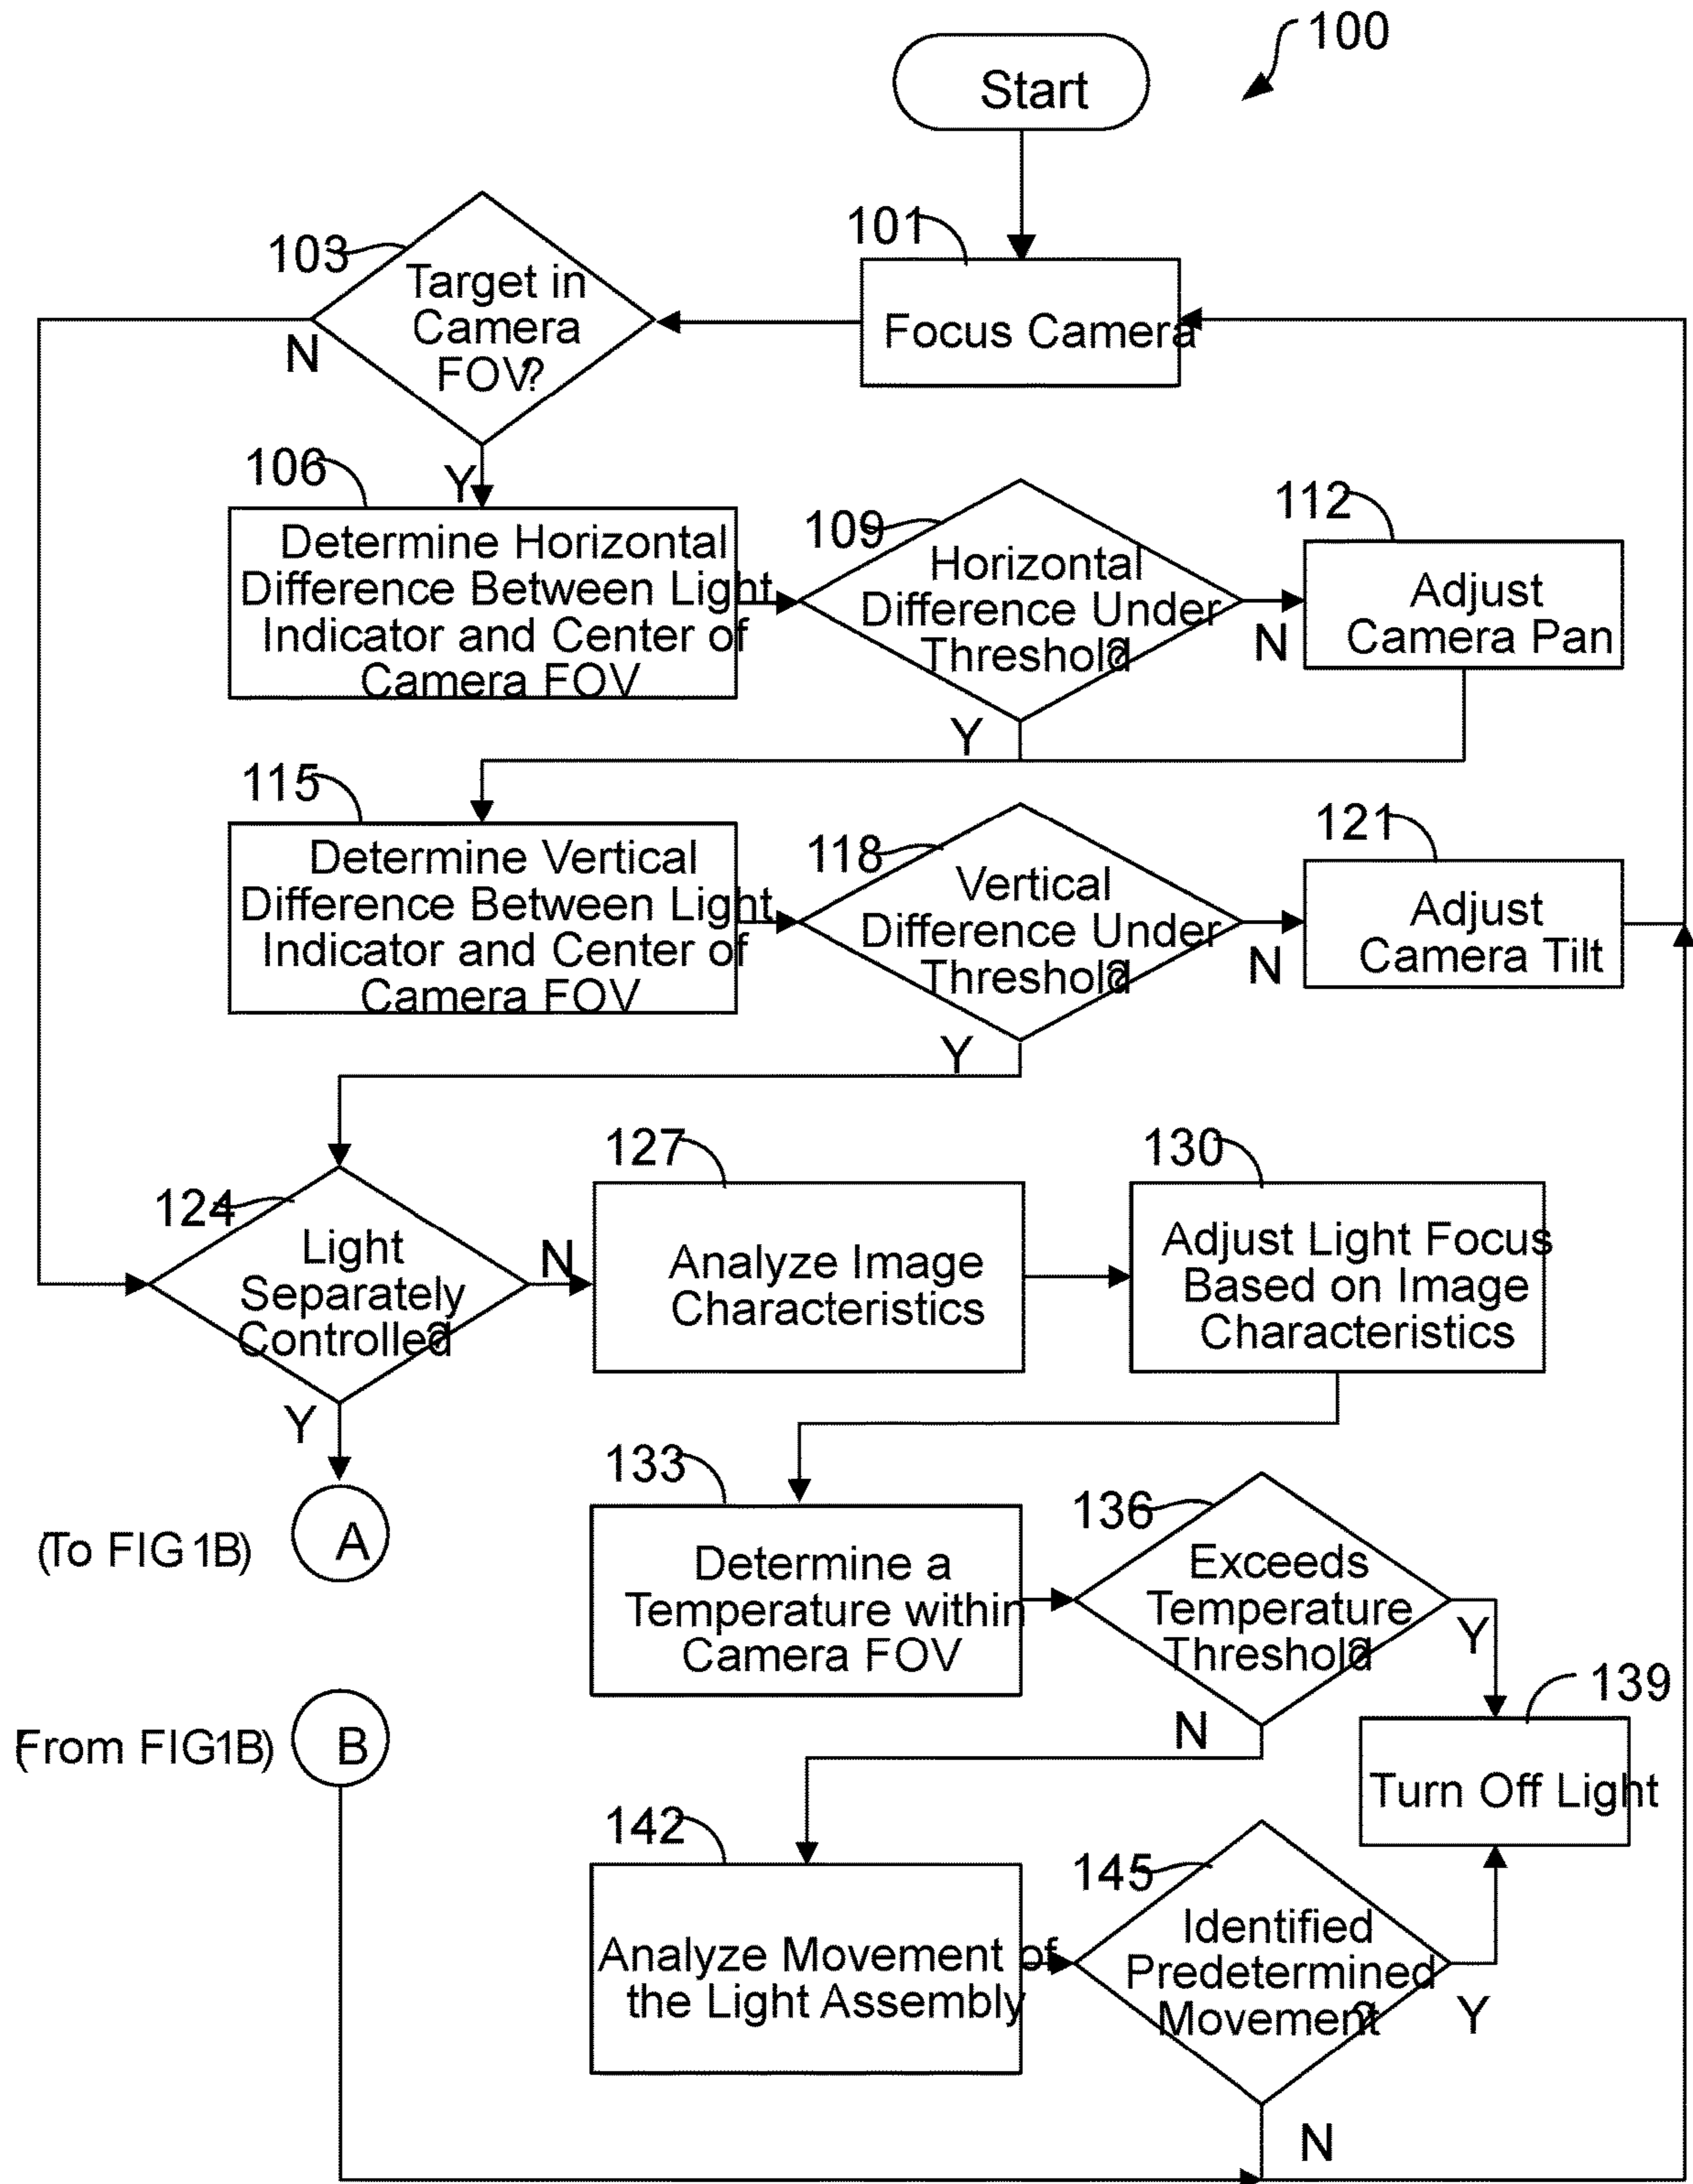 100
Start
101
Focus Camera
103
Target in
Camera
FOV?
N
Y
106
Determine Horizontal
Difference Between Light
Indicator and Center of
Camera FOV
109
Horizontal
Difference Under
Threshold?
N
Y
112
Adjust
Camera Pan
115
Determine Vertical
Difference Between Light
Indicator and Center of
Camera FOV
118
Vertical
Difference Under
Threshold?
N
Y
121
Adjust
Camera Tilt
124
Light
Separately
Controlled?
N
Y
127
Analyze Image
Characteristics
130
Adjust Light Focus
Based on Image
Characteristics
(To FIG 1B)
A
133
Determine a
Temperature within
Camera FOV
136
Exceeds
Temperature
Threshold?
Y
N
139
Turn Off Light
(From FIG1B)
B
142
Analyze Movement of
the Light Assembly
145
Identified
Predetermined
Movement?
Y
N